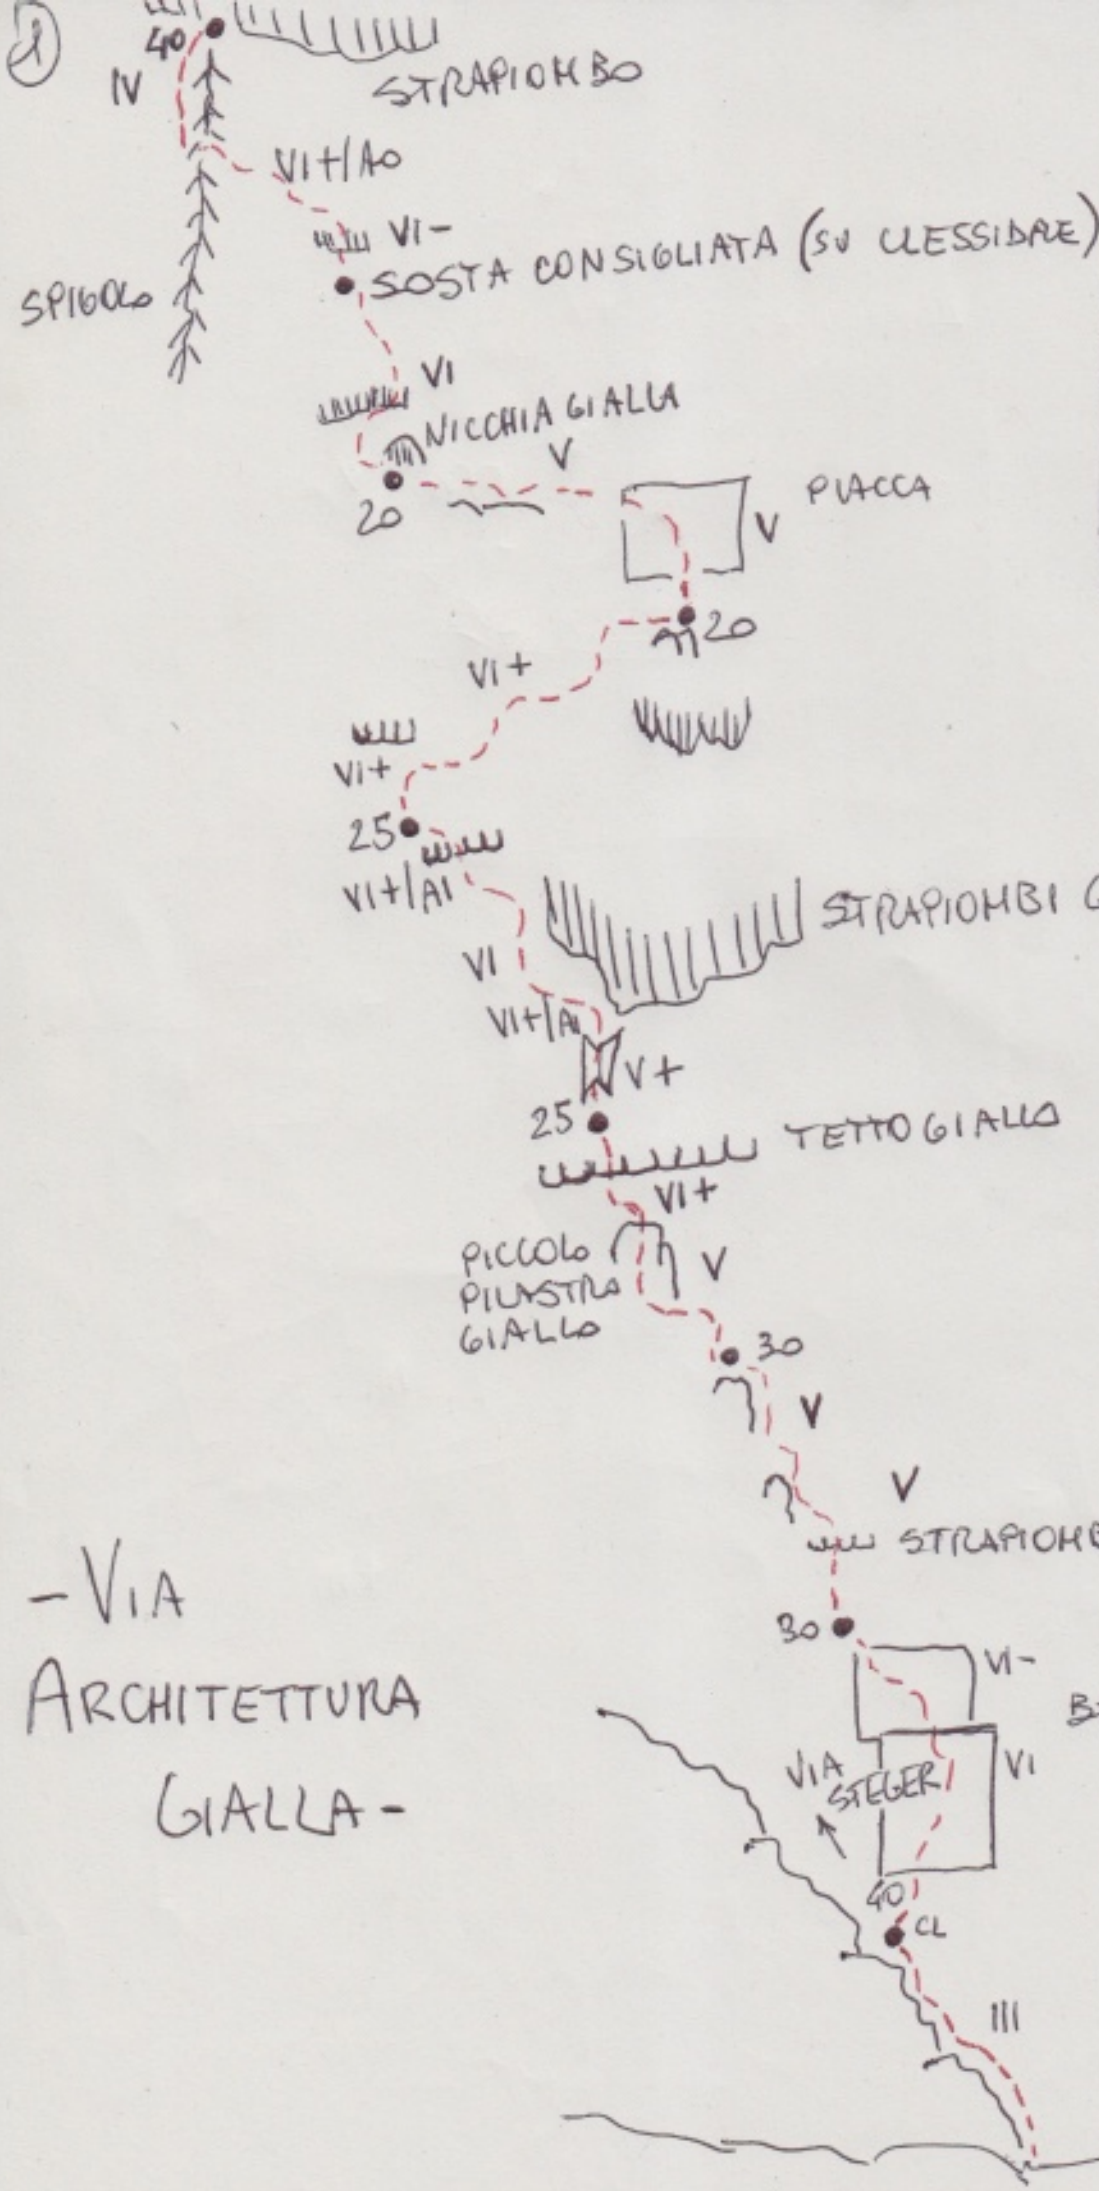 1
40
STRAPIOMBO
IV
VI+/A0
VI-
SOSTA CONSIGLIATA (SU CLESSIDRE)
SPIGOLO
VI
NICCHIA GIALLA
V
20
PLACCA
V
20
VI+
VI+
25
VI+/A1
STRAPIOMBI G
VI
VI+/A1
V+
25
TETTO GIALLO
VI+
PICCOLO
PILASTRO
GIALLO
V
30
V
V
STRAPIOMB
30
VI-
- VIA
ARCHITETTURA
GIALLA -
VIA
STEGER
VI
40
CL
III